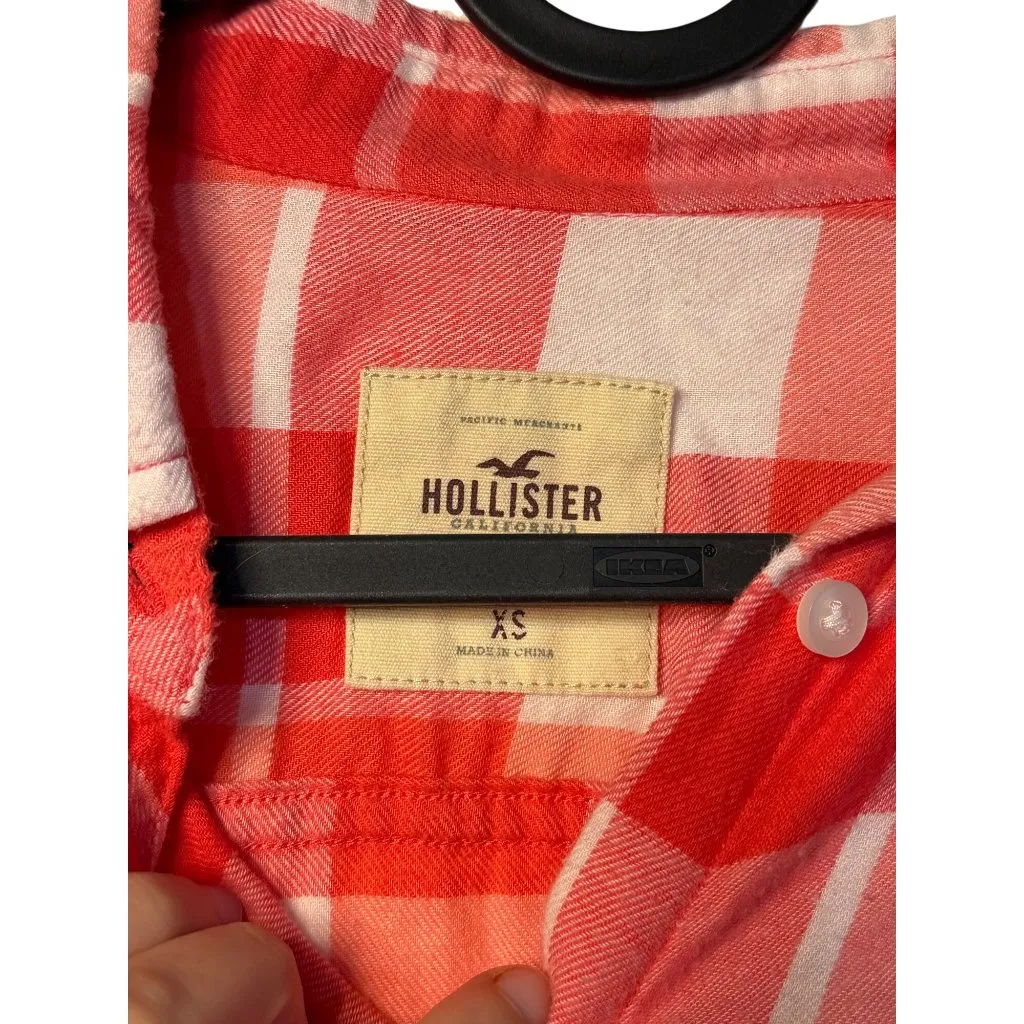 PACIFIC MERCHANTS
HOLLISTER
CALIFORNIA
IKEA ®
XS
MADE IN CHINA